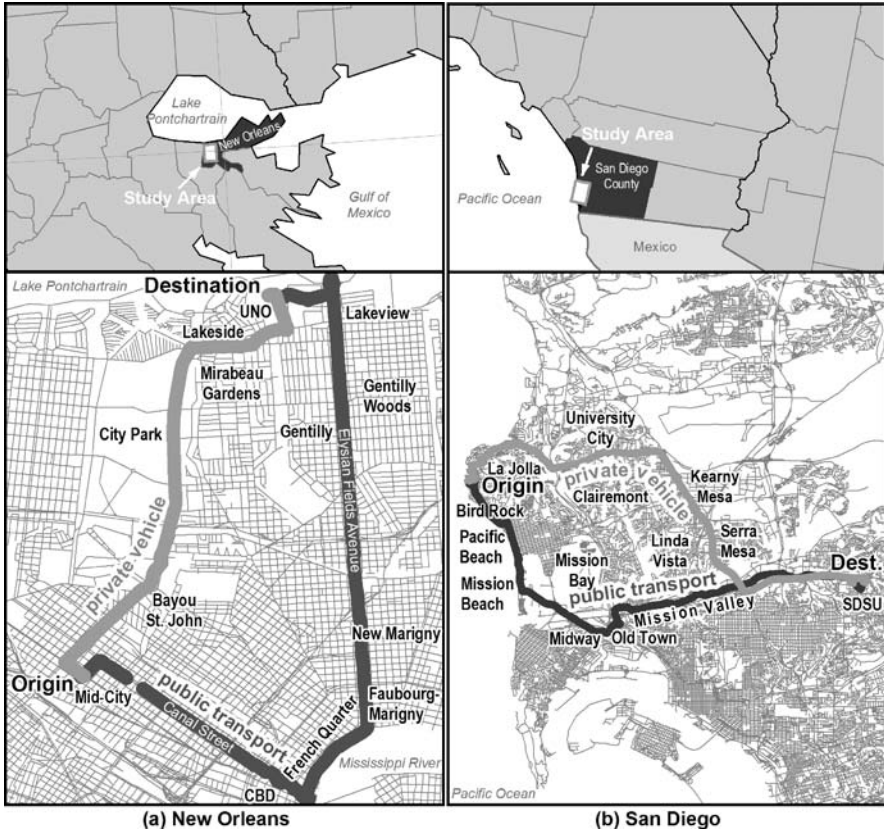 Lake
Pontchartrain
New Orleans
Study Area
Gulf of
Mexico
Study Area
San Diego
County
Pacific Ocean
Mexico
Lake Pontchartrain
Destination
UNO
Lakeview
Lakeside
Mirabeau
Gardens
Gentilly
Woods
City Park
Gentilly
Elysian Fields Avenue
private vehicle
Bayou
St. John
New Marigny
Origin
Mid-City
public transport
Canal Street
Faubourg-
Marigny
French Quarter
Mississippi River
CBD
University
City
La Jolla
Origin
private v
vehicle
Kearny
Mesa
Clairemont
Bird Rock
Pacific
Beach
Linda
Vista
Serra
Mesa
Mission
Bay
Dest.
Mission
Beach
public transport
SDSU
Mission Valley
Midway
Old Town
Pacific Ocean
(a) New Orleans
(b) San Diego